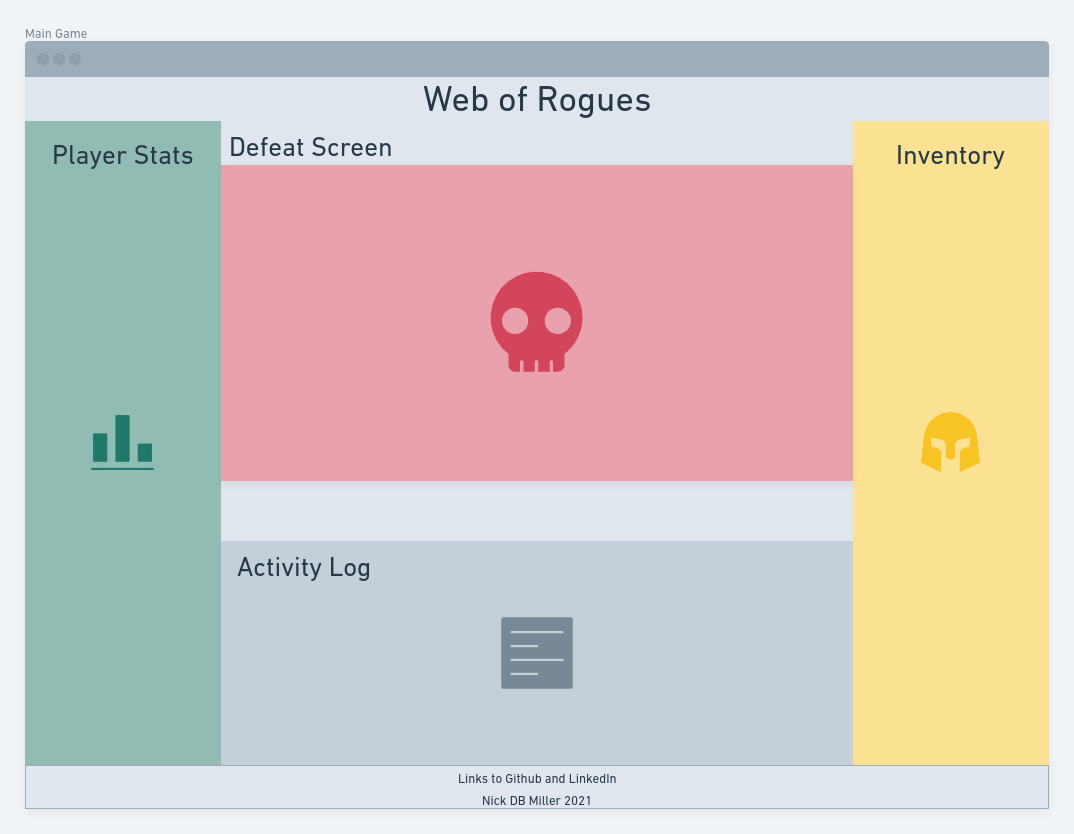 Main Game
Web of Rogues
Player Stats
Defeat Screen
Inventory
Activity Log
Links to Github and LinkedIn
Nick DB Miller 2021